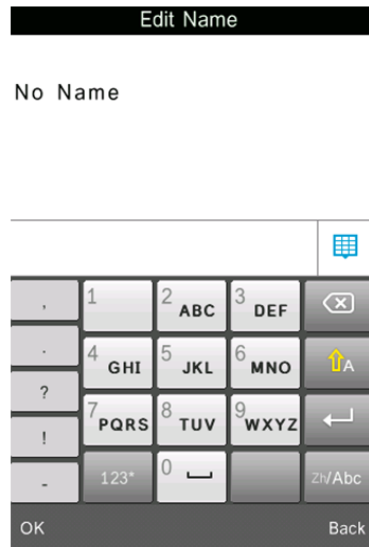 Edit Name
No Name
, 1 2 ABC 3 DEF
. 4 GHI 5 JKL 6 MNO A
?
7 PQRS 8 TUV 9 WXYZ
!
- 123* 0 Zh/Abc
OK Back